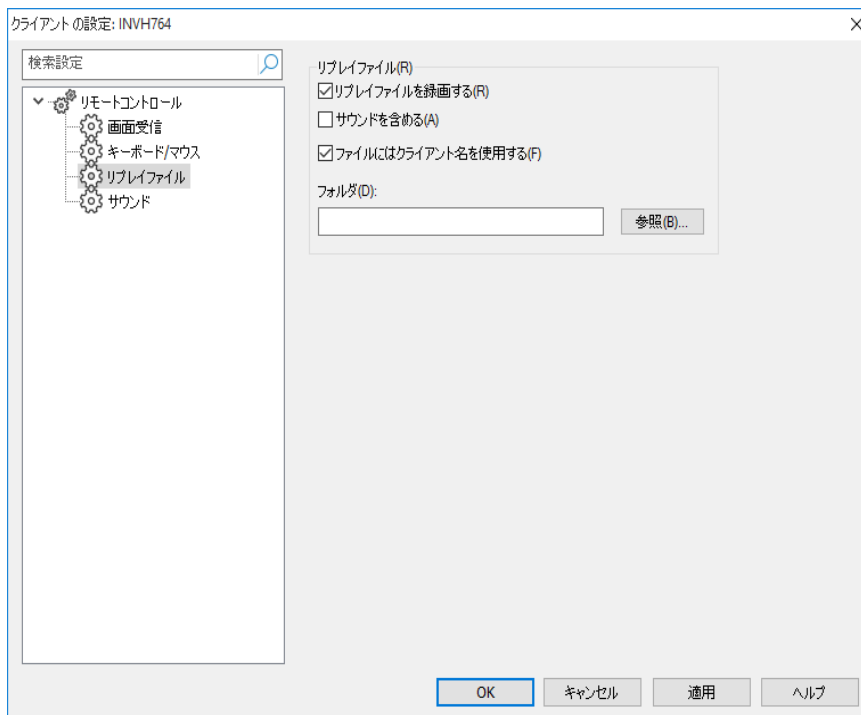 クライアントの設定: INVH764
検索設定
リモートコントロール
画面受信
キーボード/マウス
リプレイファイル
サウンド
リプレイファイル(R)
リプレイファイルを録画する(R)
サウンドを含める(A)
ファイルにはクライアント名を使用する(F)
フォルダ(D):
参照(B)...
OK キャンセル 適用 ヘルプ